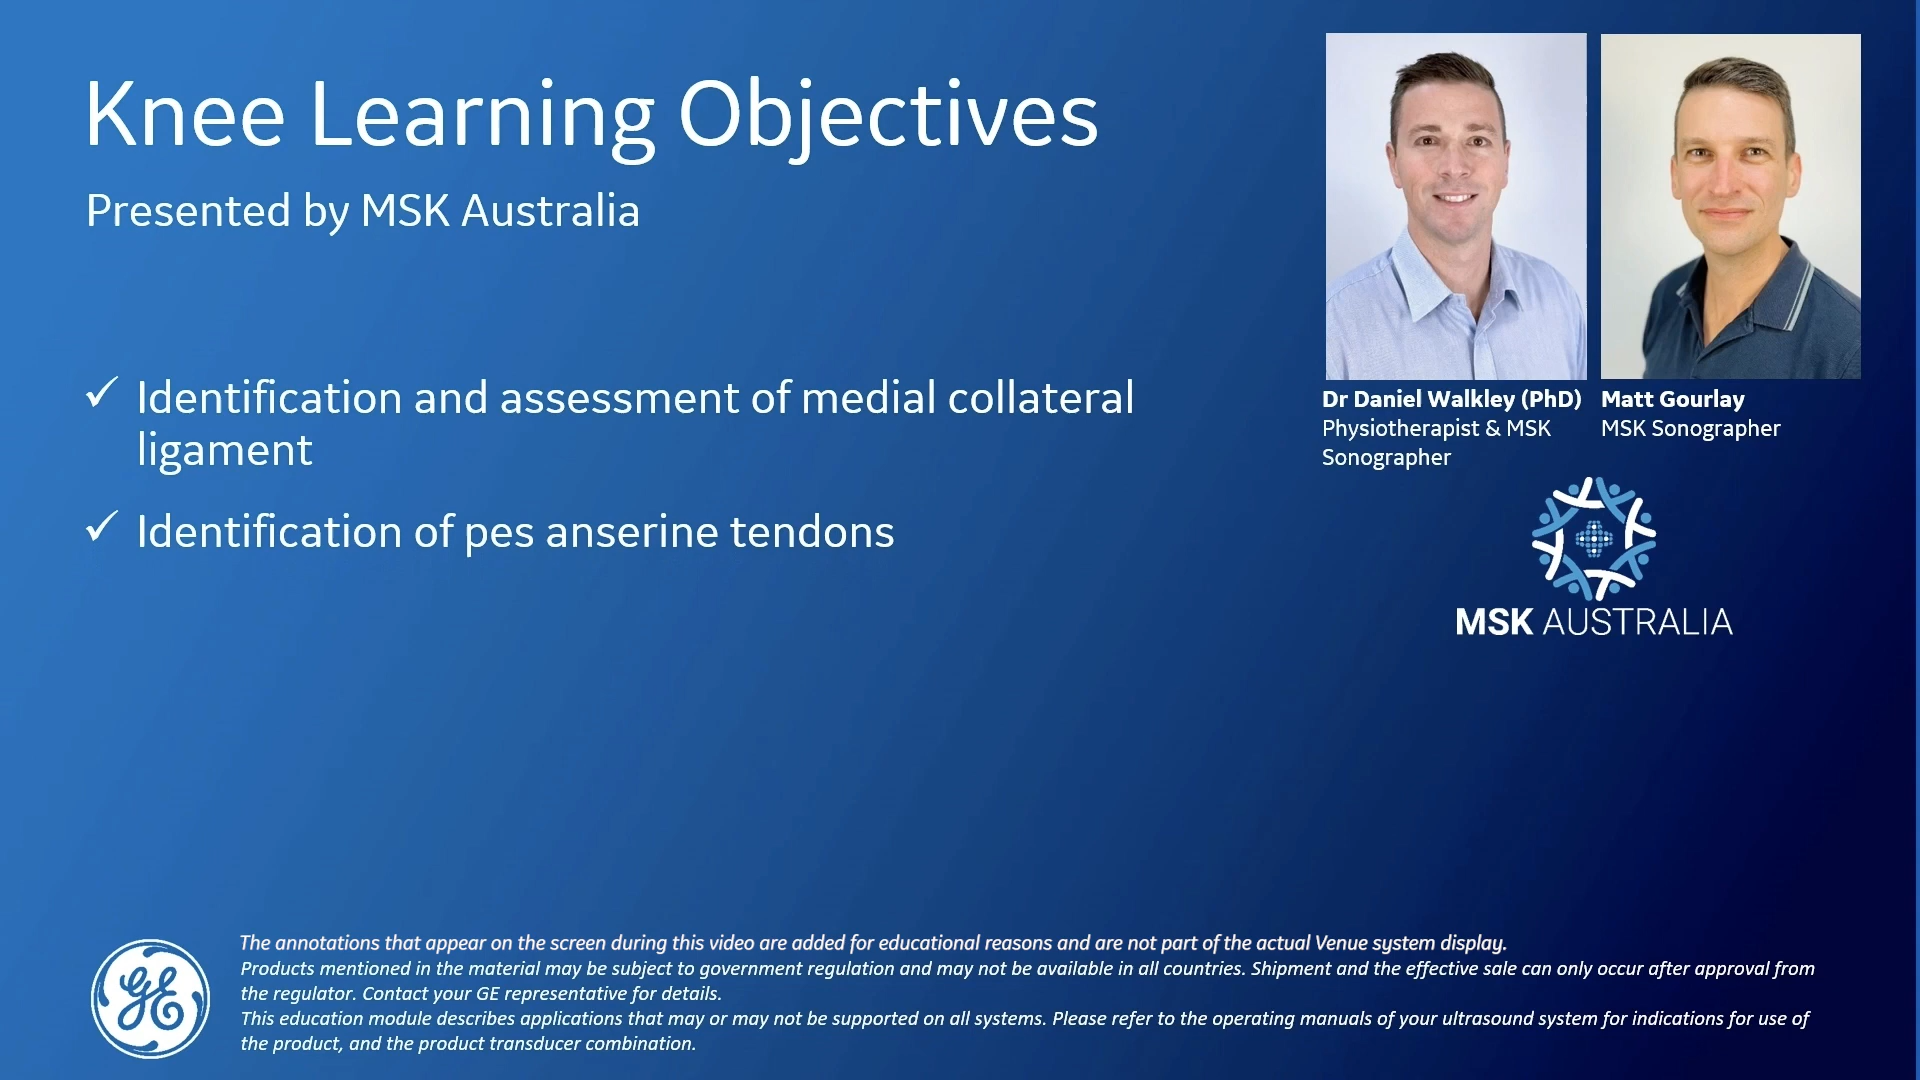 Knee Learning Objectives
Presented by MSK Australia
✓ Identification and assessment of medial collateral
ligament
✓ Identification of pes anserine tendons
Dr Daniel Walkley (PhD)
Physiotherapist & MSK
Sonographer
Matt Gourlay
MSK Sonographer
MSK AUSTRALIA
The annotations that appear on the screen during this video are added for educational reasons and are not part of the actual Venue system display.
Products mentioned in the material may be subject to government regulation and may not be available in all countries. Shipment and the effective sale can only occur after approval from
the regulator. Contact your GE representative for details.
This education module describes applications that may or may not be supported on all systems. Please refer to the operating manuals of your ultrasound system for indications for use of
the product, and the product transducer combination.
GE